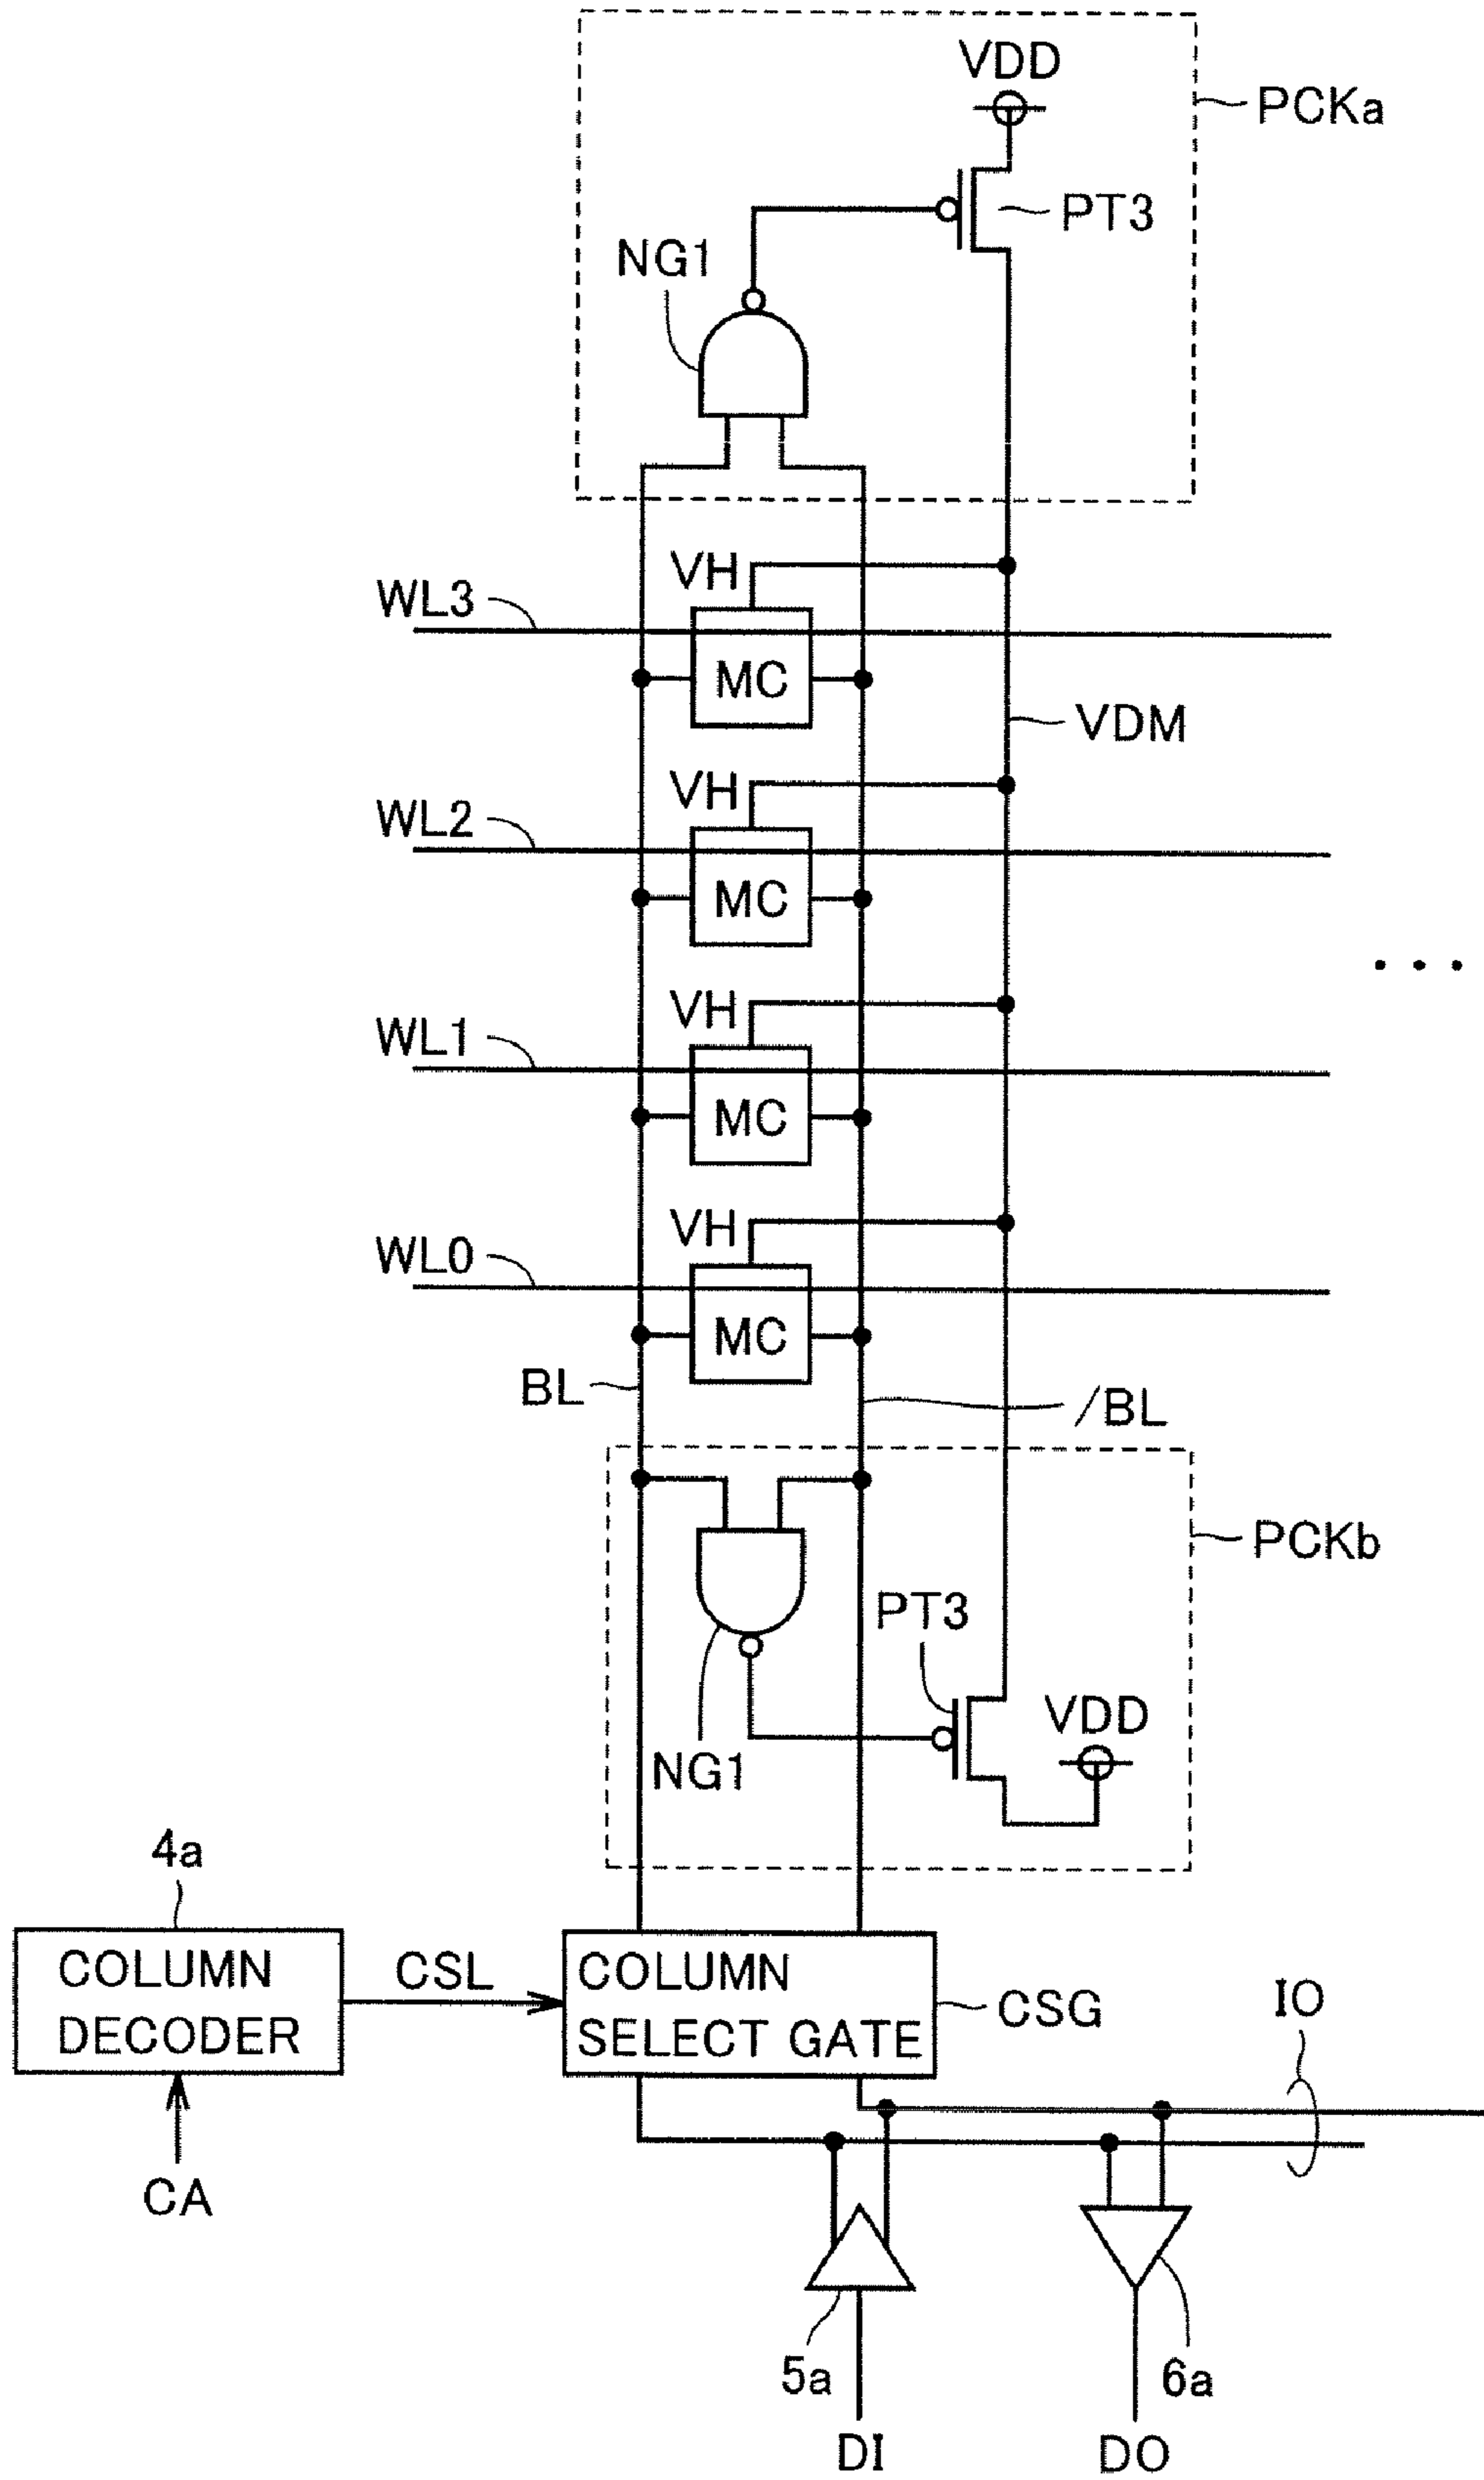 VDD
PCKa
PT3
NG1
VH
WL3
MC
VDM
VH
WL2
MC
. . .
VH
WL1
MC
VH
WL0
MC
BL
/BL
PCKb
PT3
VDD
NG1
4a
COLUMN
DECODER
CSL
COLUMN
SELECT GATE
CSG
IO
CA
5a
6a
DI
DO